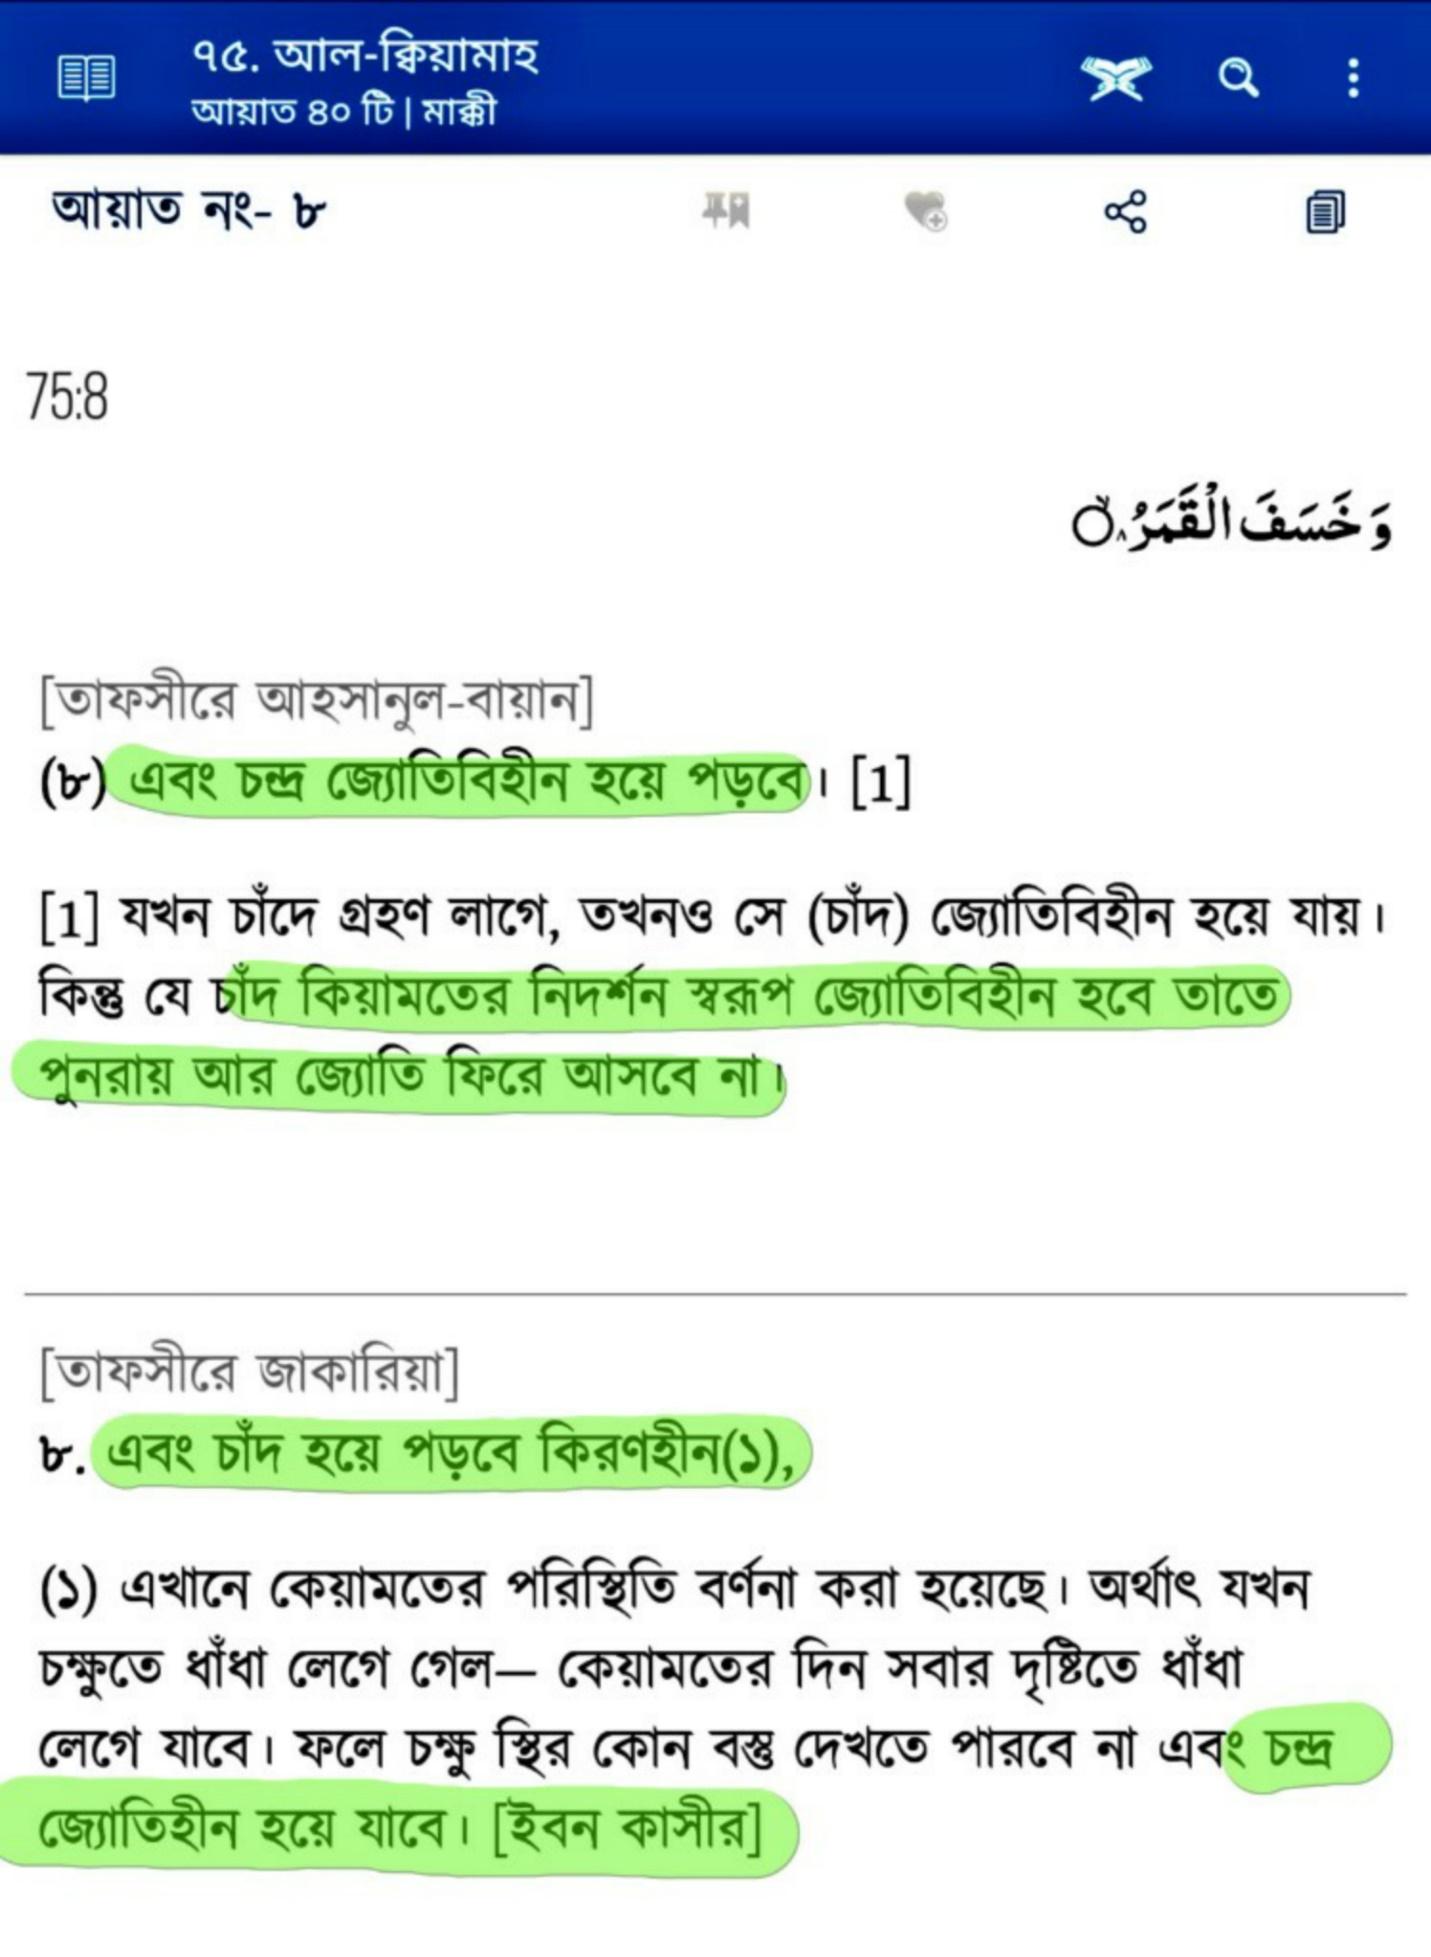 ৭৫. আল-ক্বিয়ামাহ
আয়াত ৪০ টি | মাক্কী
আয়াত নং- ৮
75:8
وَ خَسَفَ الْقَمَرُ ۙ﴿۸﴾
[তাফসীরে আহসানুল-বায়ান]
(৮) এবং চন্দ্র জ্যোতিবিহীন হয়ে পড়বে। [1]
[1] যখন চাঁদে গ্রহণ লাগে, তখনও সে (চাঁদ) জ্যোতিবিহীন হয়ে যায়।
কিন্তু যে চাঁদ কিয়ামতের নিদর্শন স্বরূপ জ্যোতিবিহীন হবে তাতে
পুনরায় আর জ্যোতি ফিরে আসবে না।
[তাফসীরে জাকারিয়া]
৮. এবং চাঁদ হয়ে পড়বে কিরণহীন(১),
(১) এখানে কেয়ামতের পরিস্থিতি বর্ণনা করা হয়েছে। অর্থাৎ যখন
চক্ষুতে ধাঁধা লেগে গেল— কেয়ামতের দিন সবার দৃষ্টিতে ধাঁধা
লেগে যাবে। ফলে চক্ষু স্থির কোন বস্তু দেখতে পারবে না এবং চন্দ্র
জ্যোতিহীন হয়ে যাবে। [ইবন কাসীর]